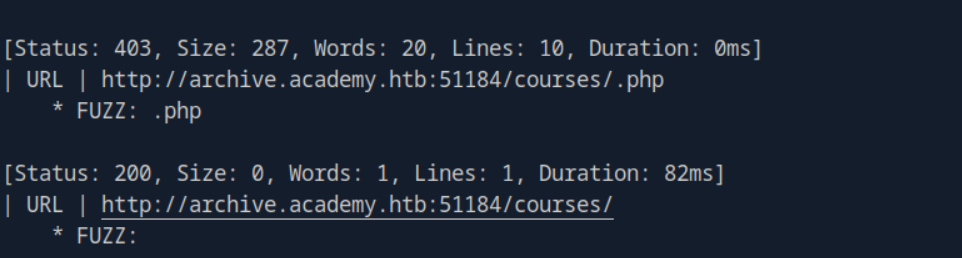 [Status: 403, Size: 287, Words: 20, Lines: 10, Duration: 0ms]
| URL | http://archive.academy.htb:51184/courses/.php
* FUZZ: .php
[Status: 200, Size: 0, Words: 1, Lines: 1, Duration: 82ms]
| URL | http://archive.academy.htb:51184/courses/
* FUZZ: